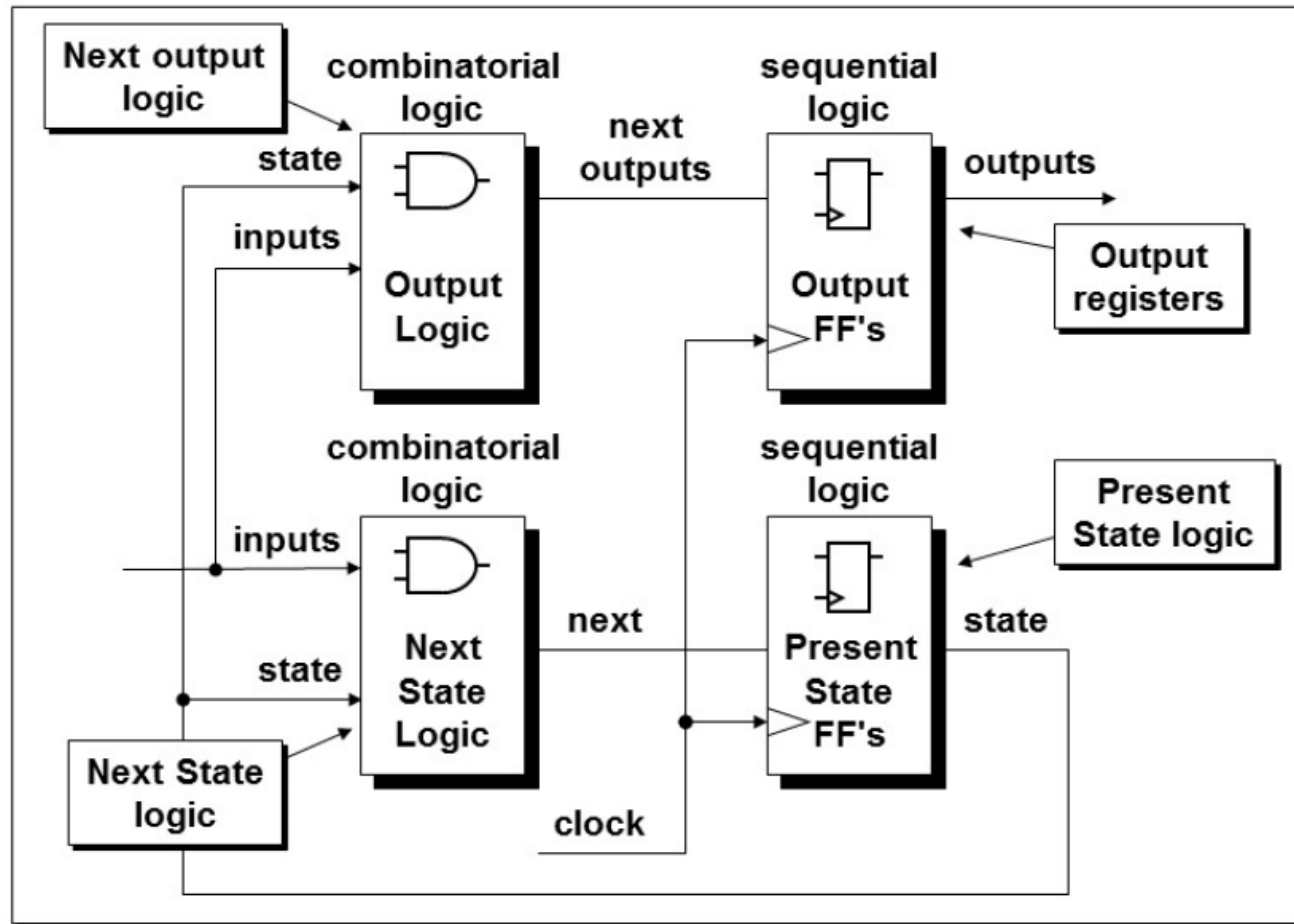 Next output
logic
combinatorial
logic
sequential
logic
state
next
outputs
outputs
inputs
Output
Logic
Output
FF's
Output
registers
combinatorial
logic
sequential
logic
Present
State logic
inputs
next
state
state
Next
State
Logic
Present
State
FF's
Next State
logic
clock